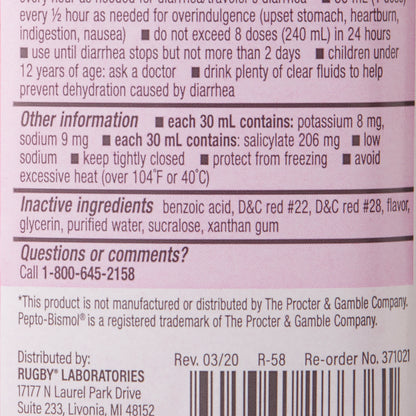 every hour as needed for diarrhea/traveler's diarrhea ■ 30 mL (1 dose)
every ½ hour as needed for overindulgence (upset stomach, heartburn,
indigestion, nausea) ■ do not exceed 8 doses (240 mL) in 24 hours
■ use until diarrhea stops but not more than 2 days ■ children under
12 years of age: ask a doctor ■ drink plenty of clear fluids to help
prevent dehydration caused by diarrhea
Other information ■ each 30 mL contains: potassium 8 mg,
sodium 9 mg ■ each 30 mL contains: salicylate 206 mg ■ low
sodium ■ keep tightly closed ■ protect from freezing ■ avoid
excessive heat (over 104°F or 40°C)
Inactive ingredients benzoic acid, D&C red #22, D&C red #28, flavor,
glycerin, purified water, sucralose, xanthan gum
Questions or comments?
Call 1-800-645-2158
*This product is not manufactured or distributed by The Procter & Gamble Company.
Pepto-Bismol® is a registered trademark of The Procter & Gamble Company.
Distributed by:
RUGBY® LABORATORIES
17177 N Laurel Park Drive
Suite 233, Livonia, MI 48152
Rev. 03/20 R-58 Re-order No. 371021